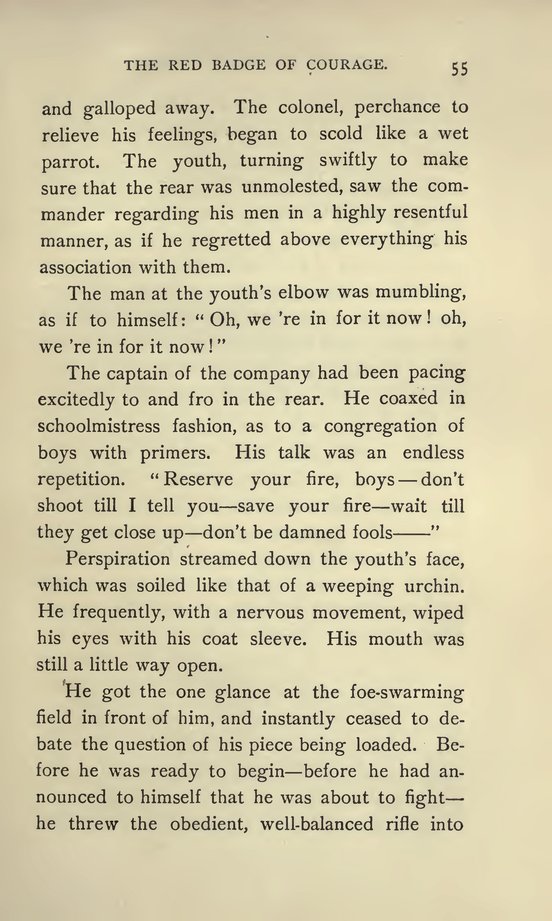 THE RED BADGE OF COURAGE. 55
and galloped away. The colonel, perchance to
relieve his feelings, began to scold like a wet
parrot. The youth, turning swiftly to make
sure that the rear was unmolested, saw the com-
mander regarding his men in a highly resentful
manner, as if he regretted above everything his
association with them.
The man at the youth's elbow was mumbling,
as if to himself: "Oh, we 're in for it now! oh,
we 're in for it now!"
The captain of the company had been pacing
excitedly to and fro in the rear. He coaxed in
schoolmistress fashion, as to a congregation of
boys with primers. His talk was an endless
repetition. "Reserve your fire, boys—don't
shoot till I tell you—save your fire—wait till
they get close up—don't be damned fools——"
Perspiration streamed down the youth's face,
which was soiled like that of a weeping urchin.
He frequently, with a nervous movement, wiped
his eyes with his coat sleeve. His mouth was
still a little way open.
He got the one glance at the foe-swarming
field in front of him, and instantly ceased to de-
bate the question of his piece being loaded. Be-
fore he was ready to begin—before he had an-
nounced to himself that he was about to fight—
he threw the obedient, well-balanced rifle into